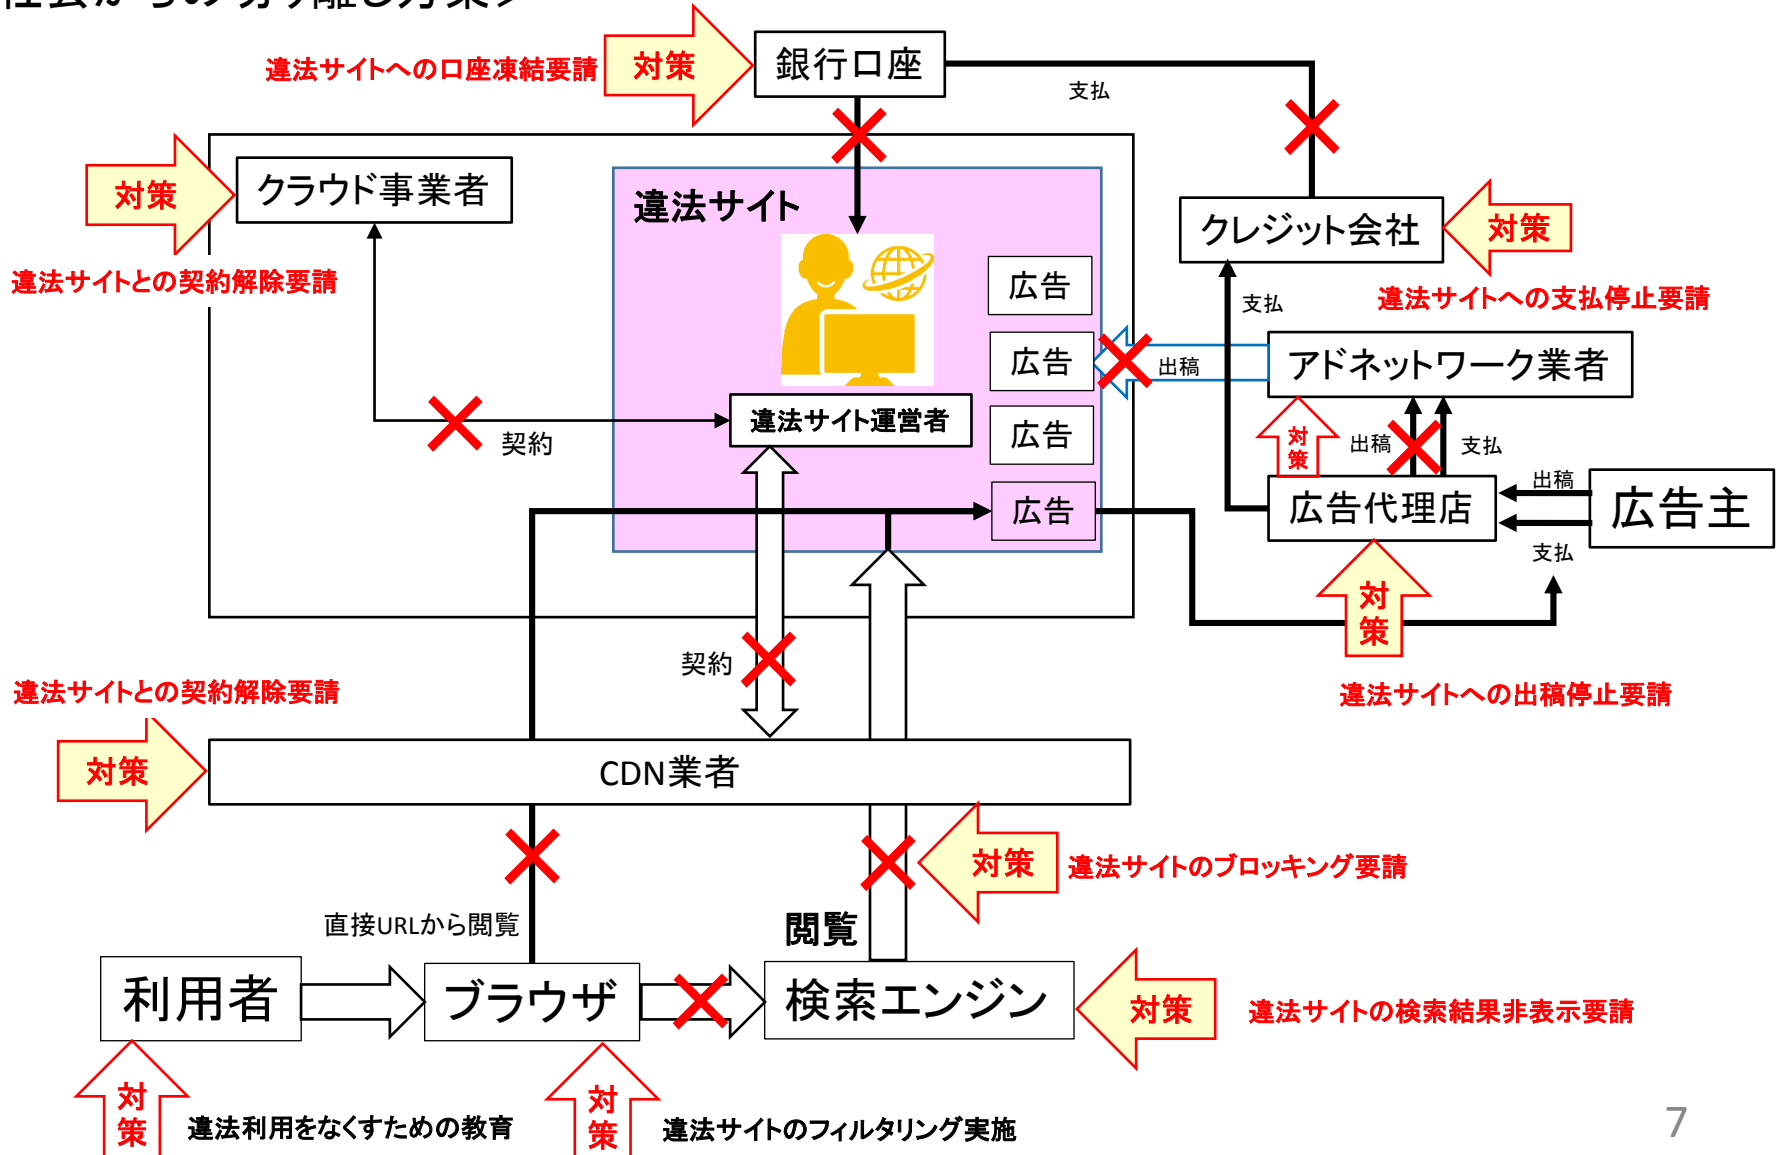 社会からの切り離し方策＞
違法サイトへの口座凍結要請
対策
銀行口座
支払
対策
クラウド事業者
違法サイト
クレジット会社
対策
違法サイトとの契約解除要請
広告
支払
違法サイトへの支払停止要請
広告
出稿
アドネットワーク業者
違法サイト運営者
契約
広告
対策
出稿
支払
広告
広告代理店
出稿
支払
広告主
対策
契約
違法サイトとの契約解除要請
違法サイトへの出稿停止要請
対策
CDN業者
対策
違法サイトのブロッキング要請
直接URLから閲覧
閲覧
利用者
ブラウザ
検索エンジン
対策
違法サイトの検索結果非表示要請
対策
違法利用をなくすための教育
対策
違法サイトのフィルタリング実施
7